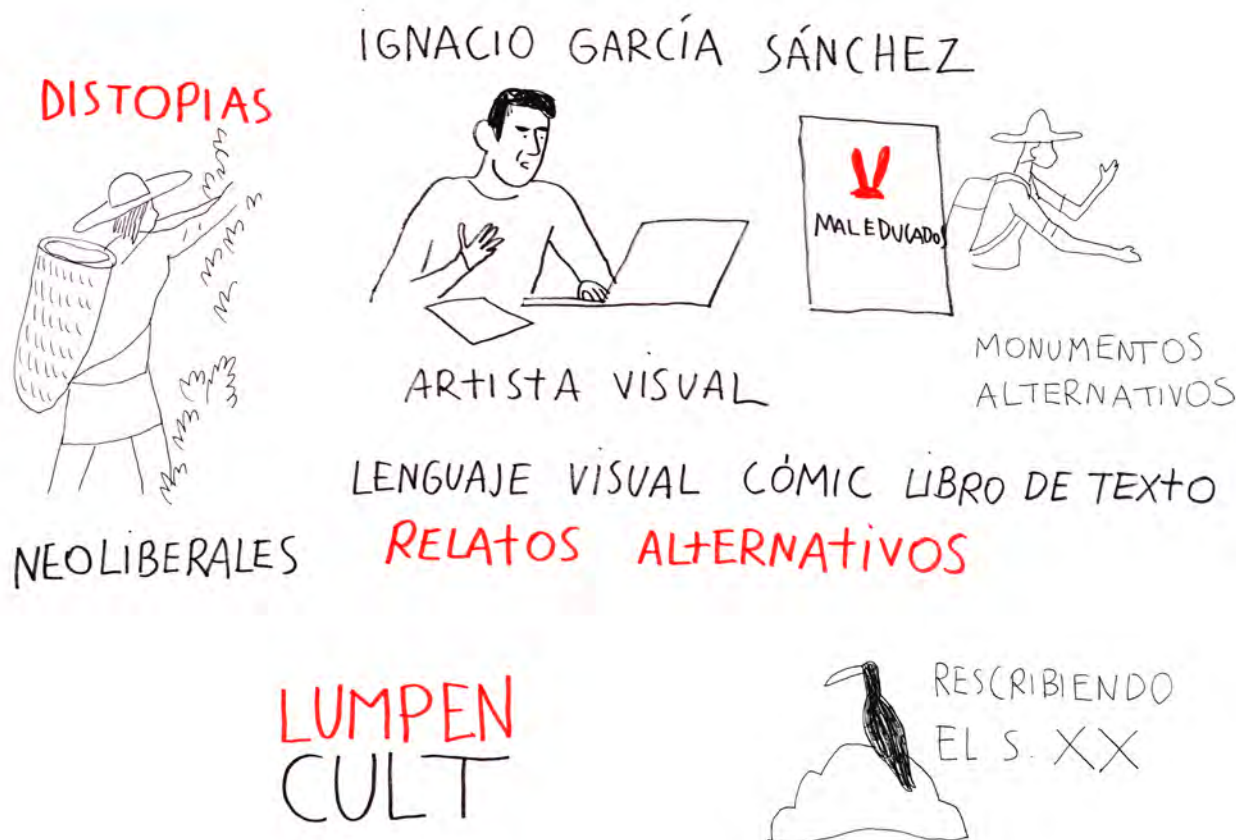 IGNACIO GARCÍA SÁNCHEZ
DISTOPIAS
MALEDUCADOS
MONUMENTOS
ALTERNATIVOS
ARTISTA VISUAL
LENGUAJE VISUAL CÓMIC LIBRO DE TEXTO
NEOLIBERALES
RELATOS ALTERNATIVOS
LUMPEN
CULT
RESCRIBIENDO
EL S. XX